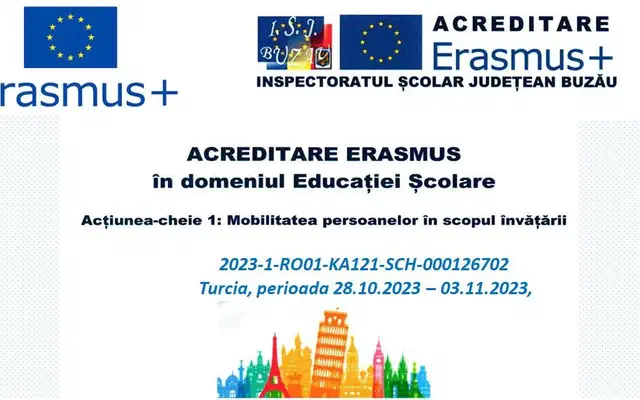 I.S.J.
BUZĂU
ACREDITARE
Erasmus+
rasmus+
INSPECTORATUL ȘCOLAR JUDEȚEAN BUZĂU
ACREDITARE ERASMUS
în domeniul Educației Școlare
Acțiunea-cheie 1: Mobilitatea persoanelor în scopul învățării
2023-1-RO01-KA121-SCH-000126702
Turcia, perioada 28.10.2023 – 03.11.2023,